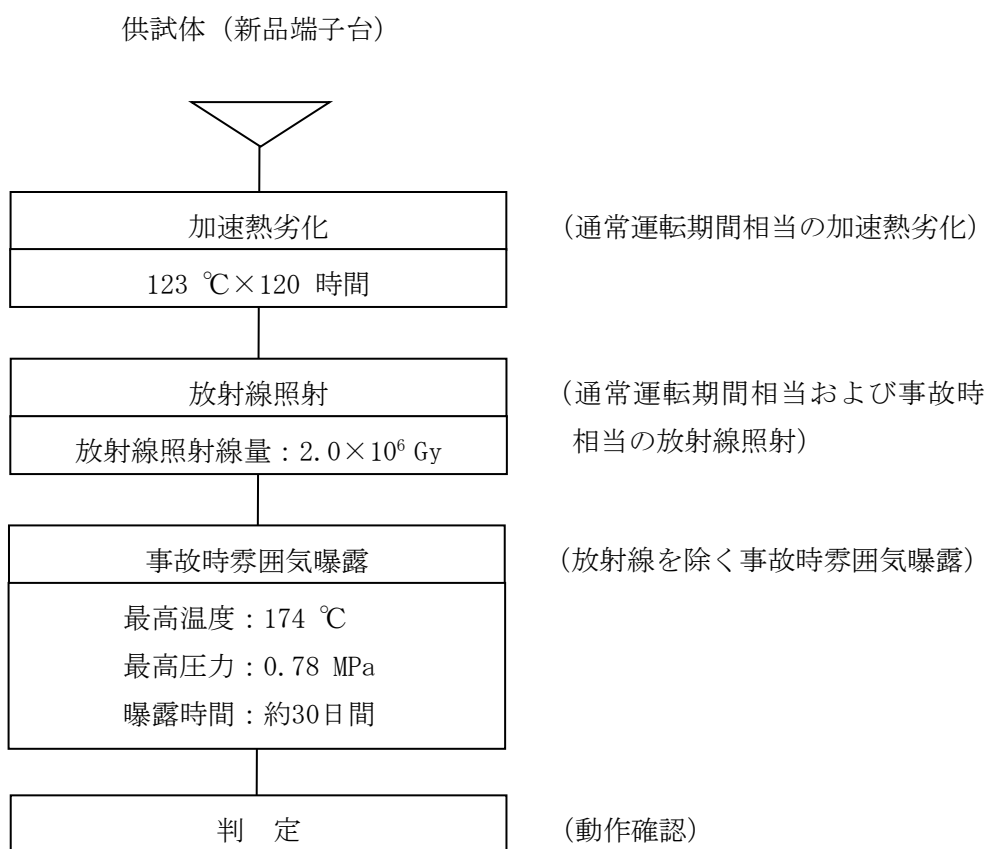 供試体（新品端子台）
加速熱劣化
（通常運転期間相当の加速熱劣化）
123 ℃×120 時間
放射線照射
（通常運転期間相当および事故時
相当の放射線照射）
放射線照射線量：2.0×10⁶ Gy
事故時雰囲気曝露
（放射線を除く事故時雰囲気曝露）
最高温度：174 ℃
最高圧力：0.78 MPa
曝露時間：約30日間
判　定
（動作確認）